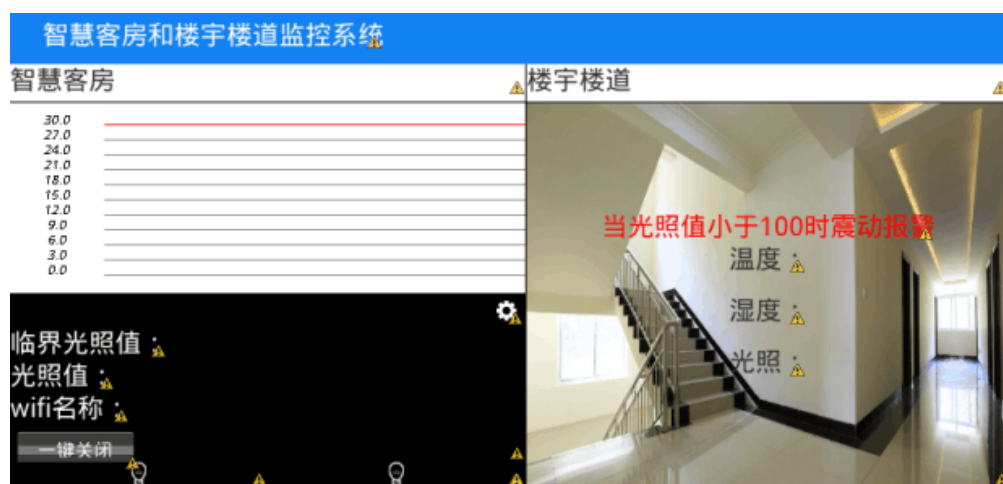 智慧客房和楼宇楼道监控系统
智慧客房
30.0
27.0
24.0
21.0
18.0
15.0
12.0
9.0
6.0
3.0
0.0
临界光照值：
光照值：
wifi名称：
一键关闭
楼宇楼道
当光照值小于100时震动报警
温度：
湿度：
光照：